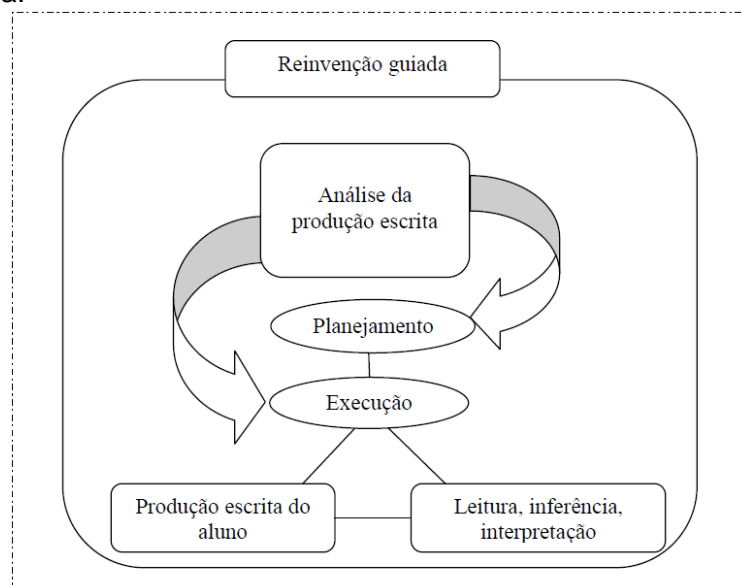 a.
Reinvenção guiada
Análise da
produção escrita
Planejamento
Execução
Produção escrita do
aluno
Leitura, inferência,
interpretação